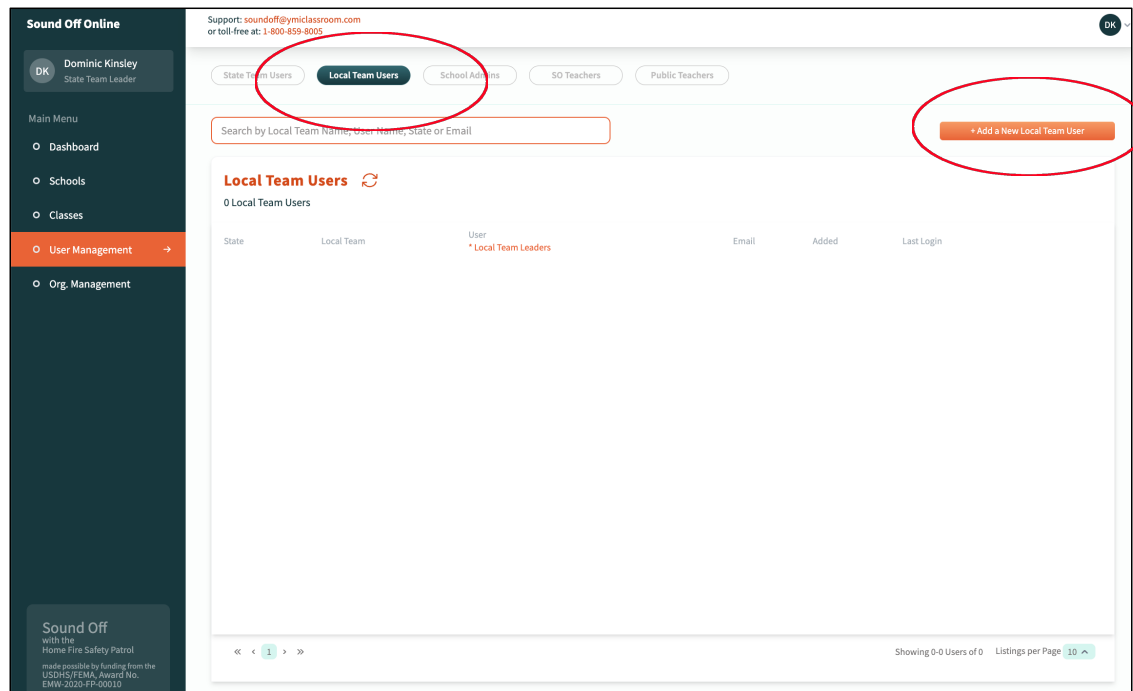 Sound Off Online
DK
Dominic Kinsley
State Team Leader
Main Menu
Dashboard
Schools
Classes
User Management
Org. Management
Sound Off
with the
Home Fire Safety Patrol
made possible by funding from the
USDHS/FEMA, Award No.
EMW-2020-FP-00010
Support: soundoff@ymiclassroom.com
or toll-free at: 1-800-859-8005
DK
State Team Users
Local Team Users
School Admins
SO Teachers
Public Teachers
Search by Local Team Name, User Name, State or Email
+ Add a New Local Team User
Local Team Users
0 Local Team Users
State
Local Team
User
* Local Team Leaders
Email
Added
Last Login
« ‹ 1 › »
Showing 0-0 Users of 0
Listings per Page 10